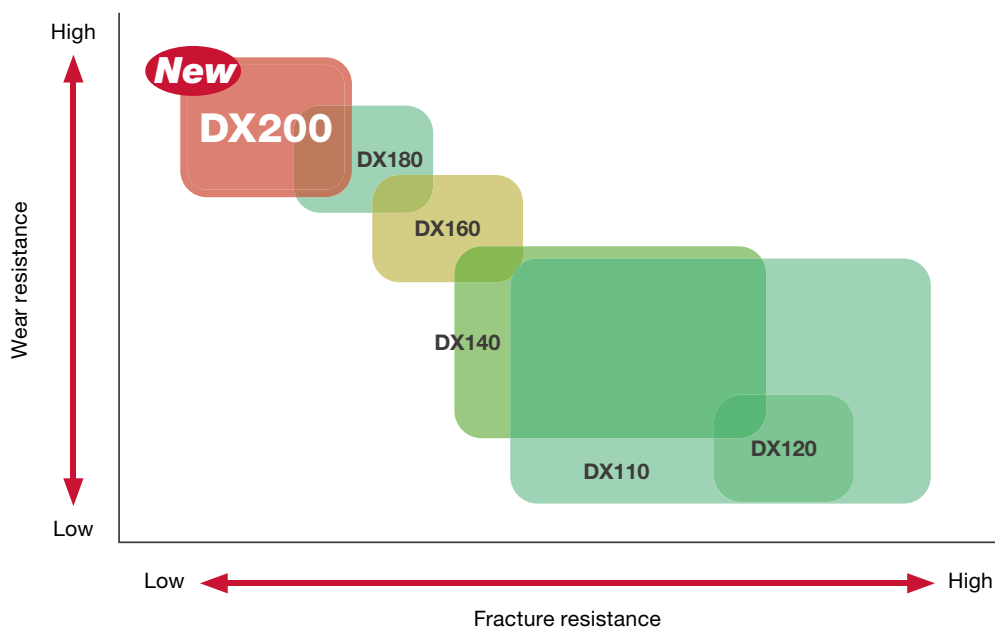 High
New
DX200
DX180
DX160
Wear resistance
DX140
DX120
DX110
Low
Low
High
Fracture resistance